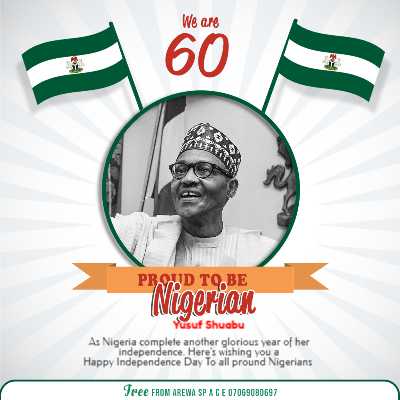 We are
60
PROUD TO BE
Nigerian
Yusuf Shuabu
As Nigeria complete another glorious year of her
independence. Here's wishing you a
Happy Independence Day To all pround Nigerians
Free FROM AREWA SP A C E 07069080697